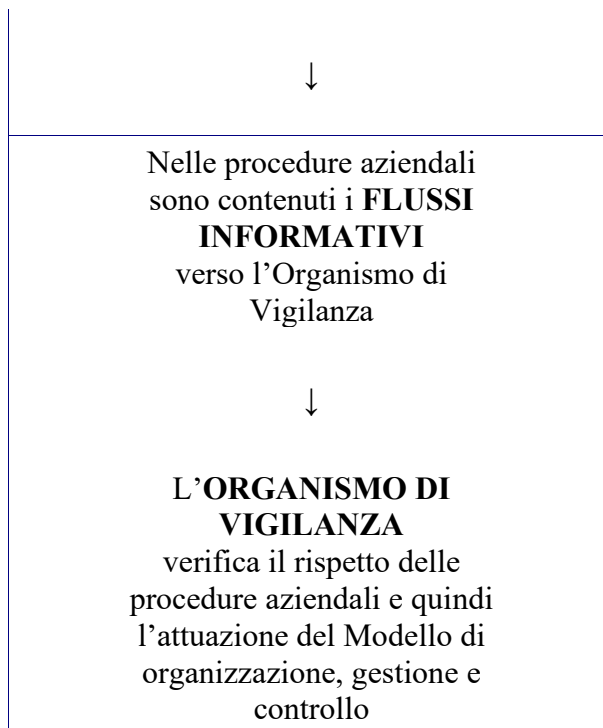 ↓
Nelle procedure aziendali
sono contenuti i FLUSSI
INFORMATIVI
verso l’Organismo di
Vigilanza
↓
L’ORGANISMO DI
VIGILANZA
verifica il rispetto delle
procedure aziendali e quindi
l’attuazione del Modello di
organizzazione, gestione e
controllo